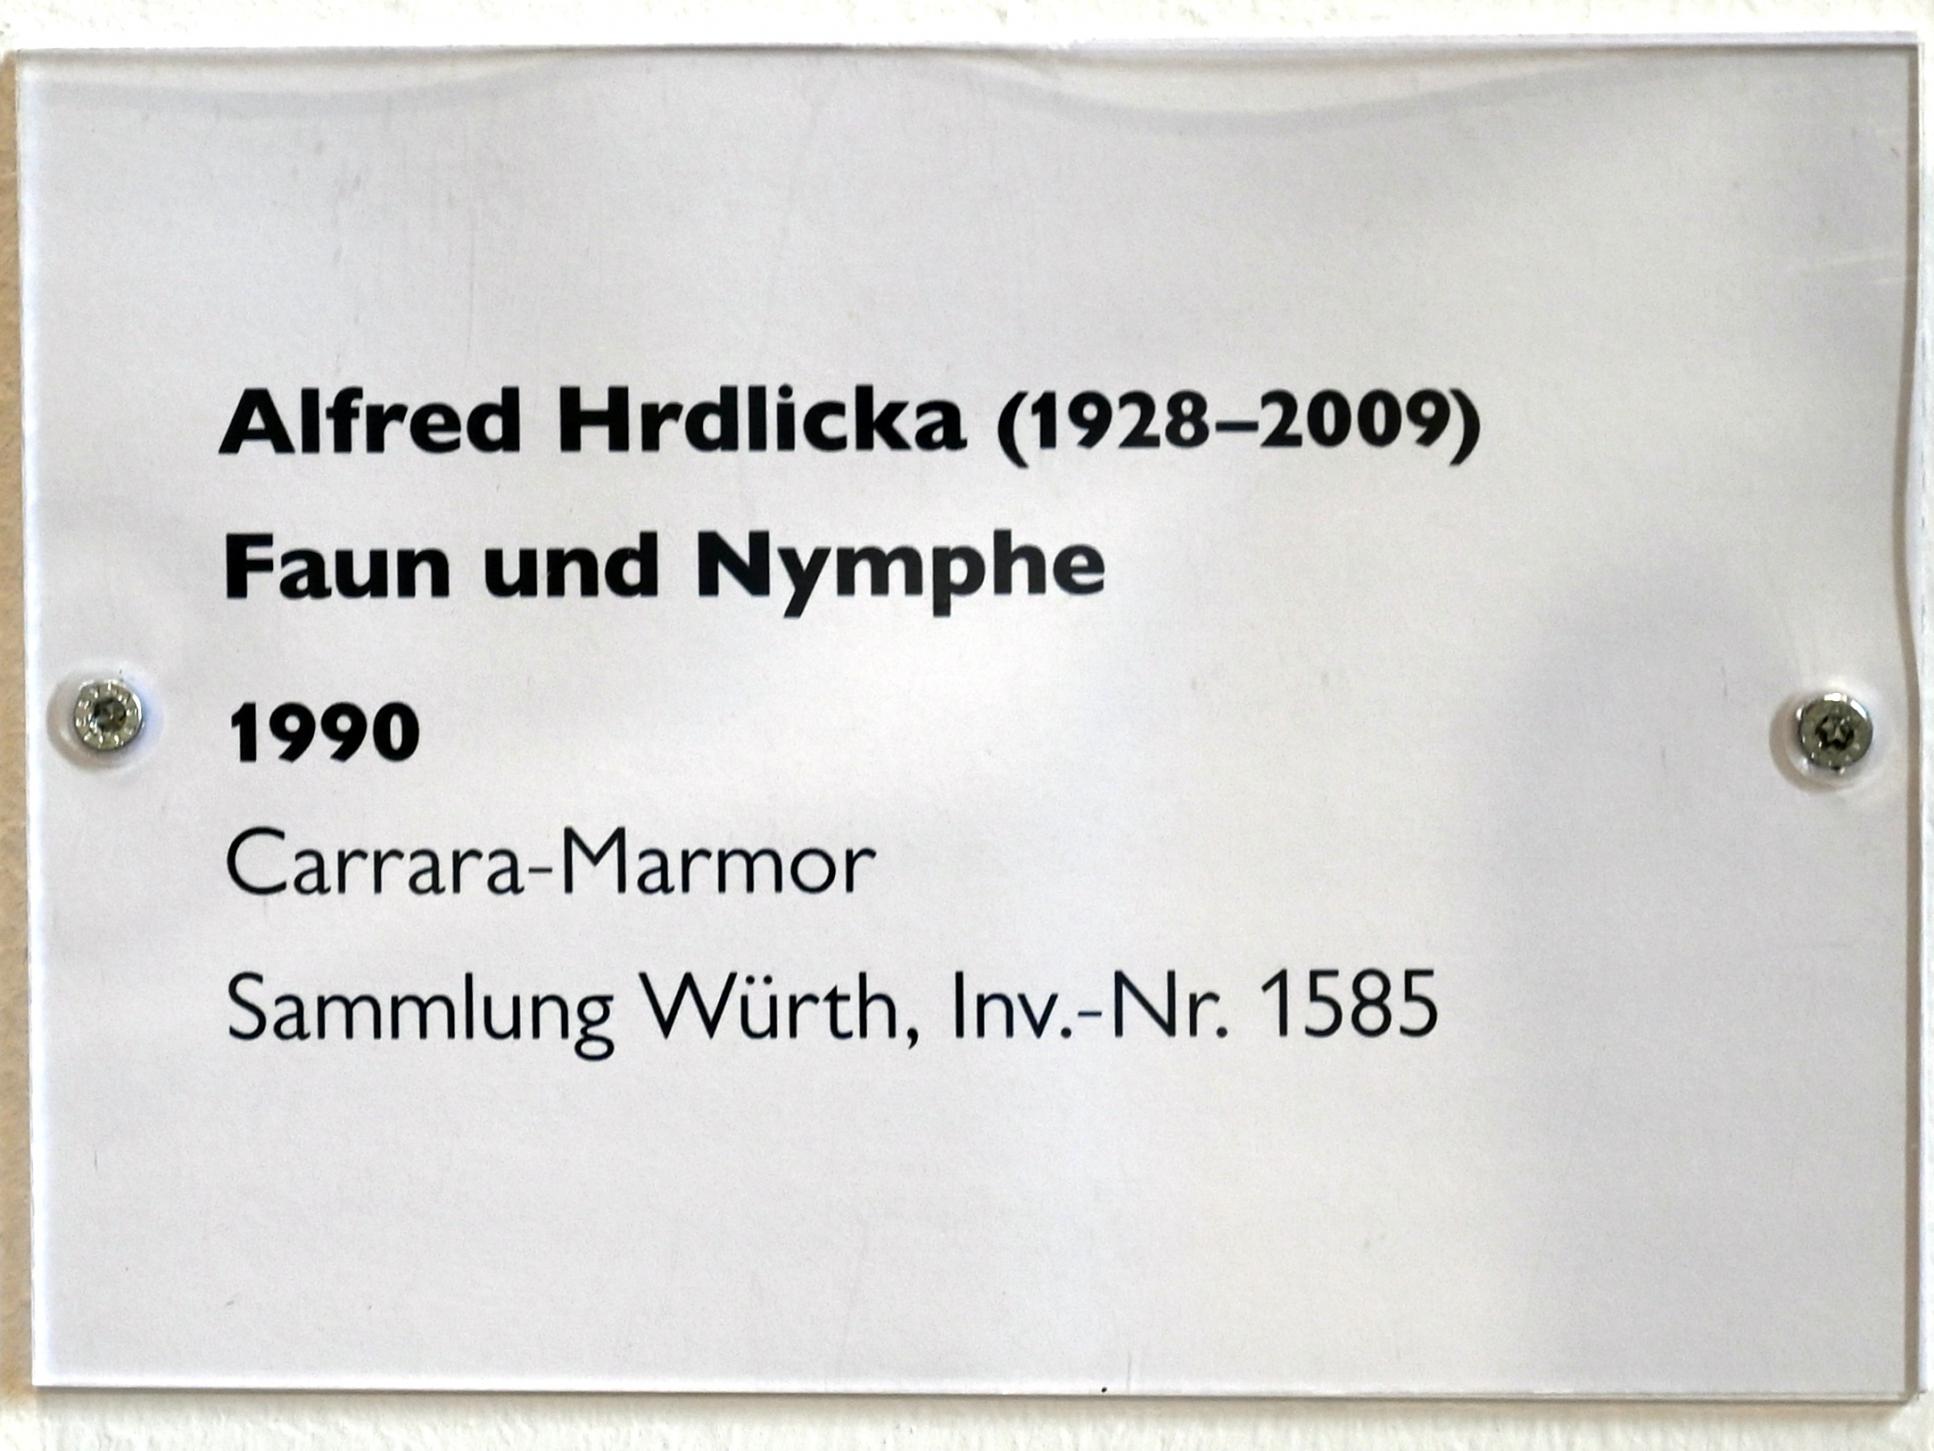 Alfred Hrdlicka (1928–2009)
Faun und Nymphe
1990
Carrara-Marmor
Sammlung Würth, Inv.-Nr. 1585